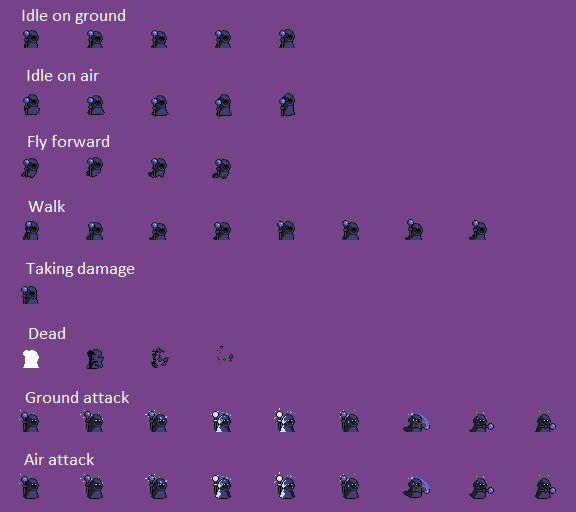 Idle on ground
Idle on air
Fly forward
Walk
Taking damage
Dead
Ground attack
Air attack